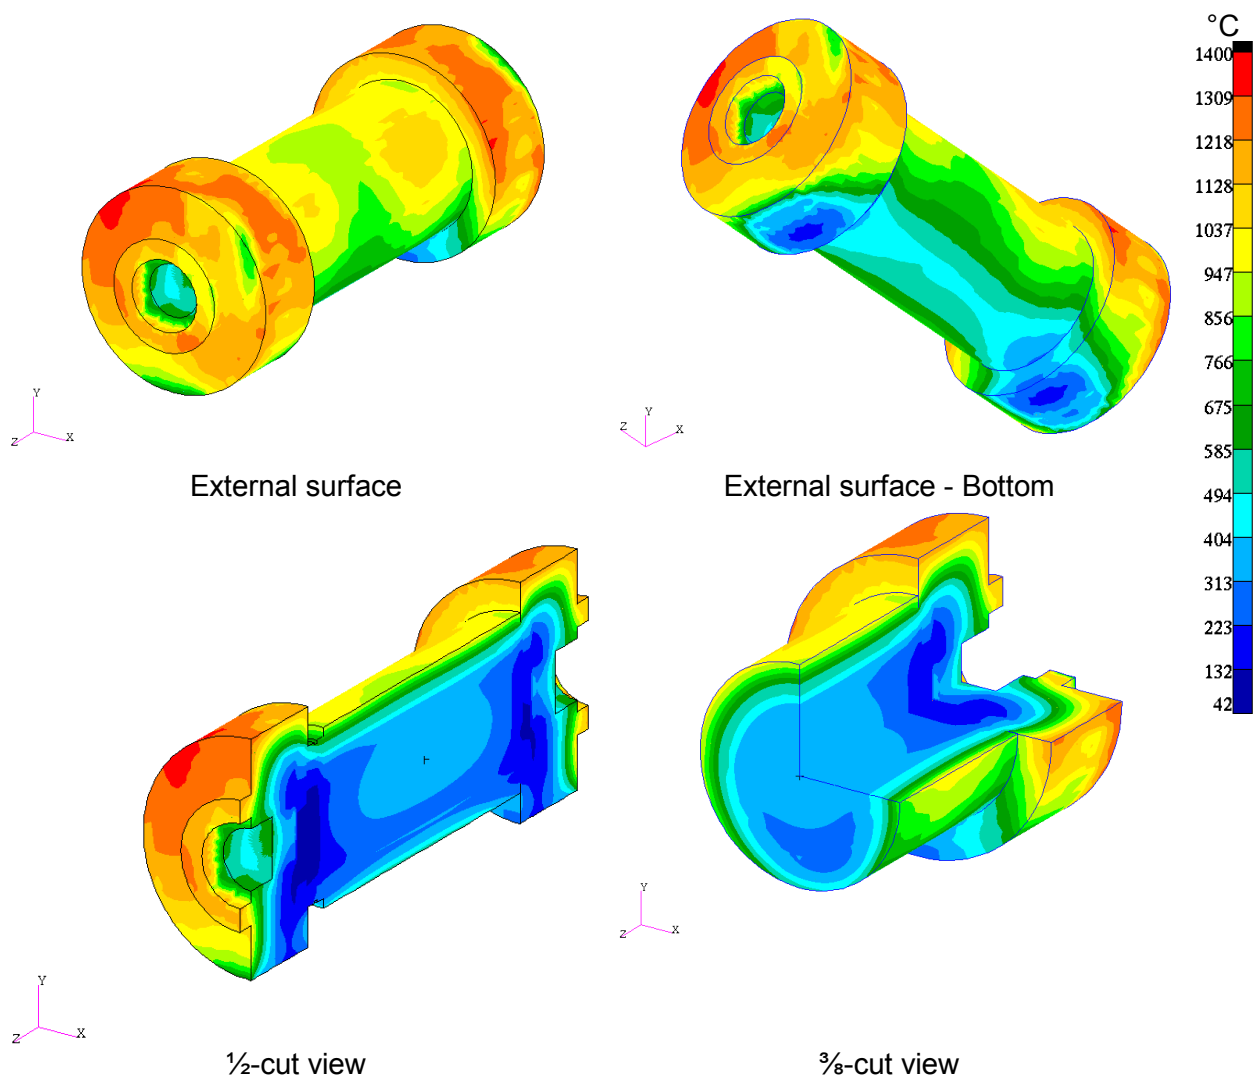 °C
1400
1309
1218
1128
1037
947
856
766
675
585
494
404
313
223
132
42
Y
Z X
Y
Z X
External surface
External surface - Bottom
Y
Z X
Y
Z X
½-cut view
⅜-cut view